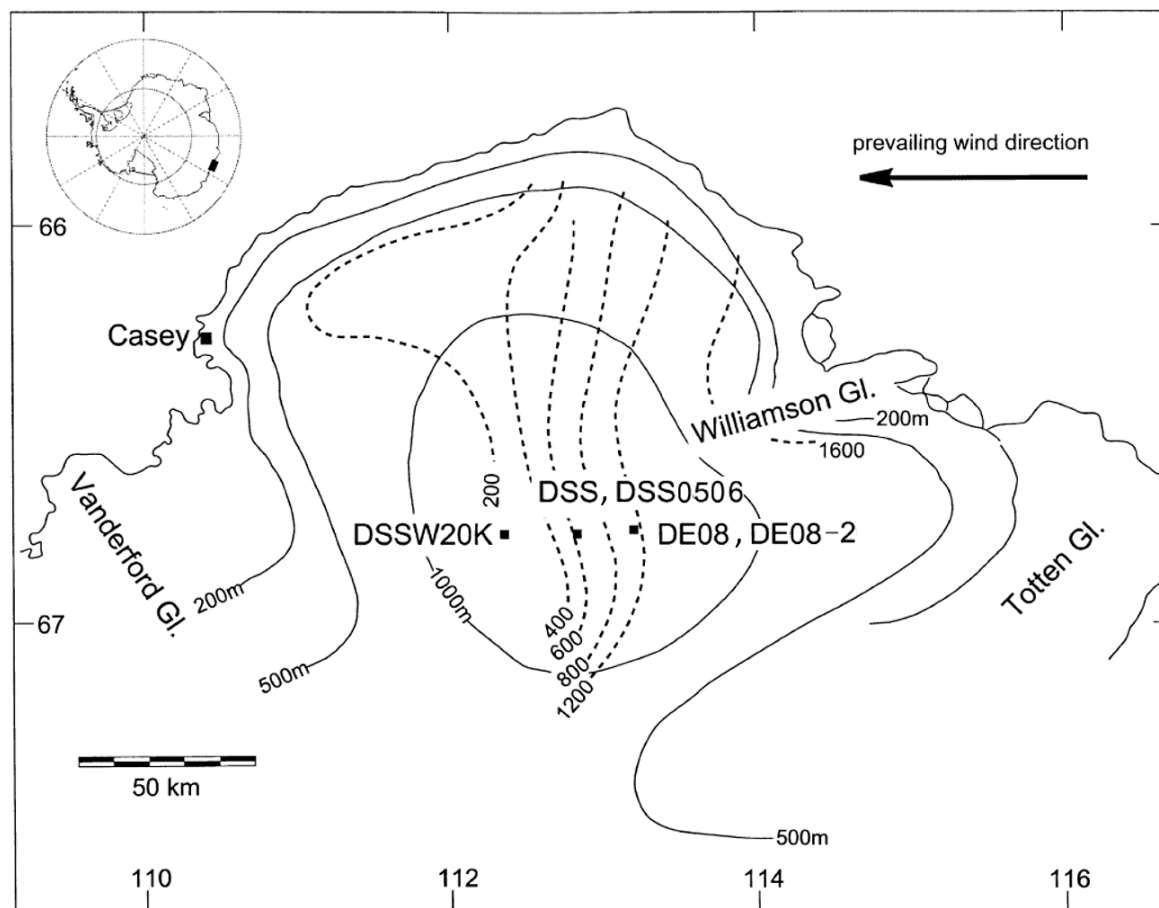 prevailing wind direction
66
Casey
Williamson Gl.
200m
1600
200
DSS, DSS0506
DSSW20K
DE08, DE08-2
Vanderford Gl.
200m
1000m
Totten Gl.
67
400
600
800
1200
500m
50 km
500m
110
112
114
116